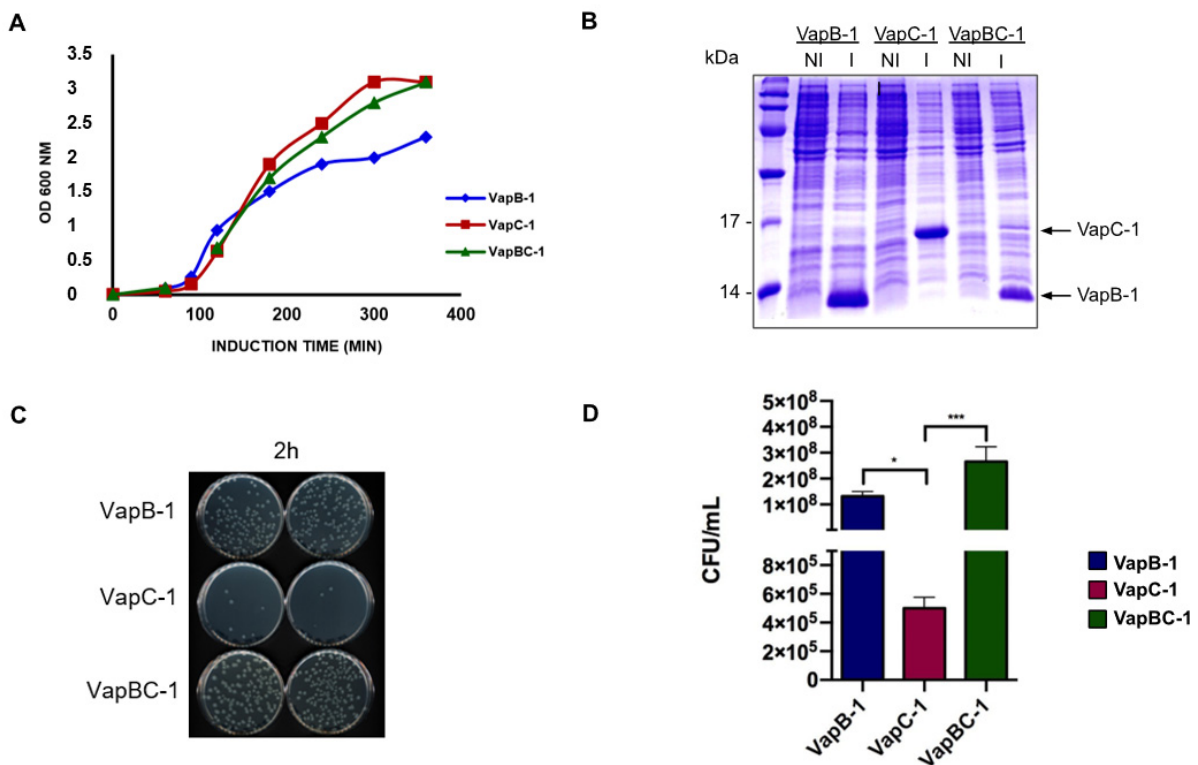 A
3.5
3
2.5
2
1.5
1
0.5
0
OD 600 NM
0 100 200 300 400
INDUCTION TIME (MIN)
VapB-1
VapC-1
VapBC-1
B
VapB-1 VapC-1 VapBC-1
kDa NI I NI I NI I
17 -
VapC-1
14 -
VapB-1
C
2h
VapB-1
VapC-1
VapBC-1
D
5×10⁸
4×10⁸
3×10⁸
2×10⁸
1×10⁸
8×10⁵
6×10⁵
4×10⁵
2×10⁵
0
CFU/mL
*
***
VapB-1
VapC-1
VapBC-1
VapB-1
VapC-1
VapBC-1